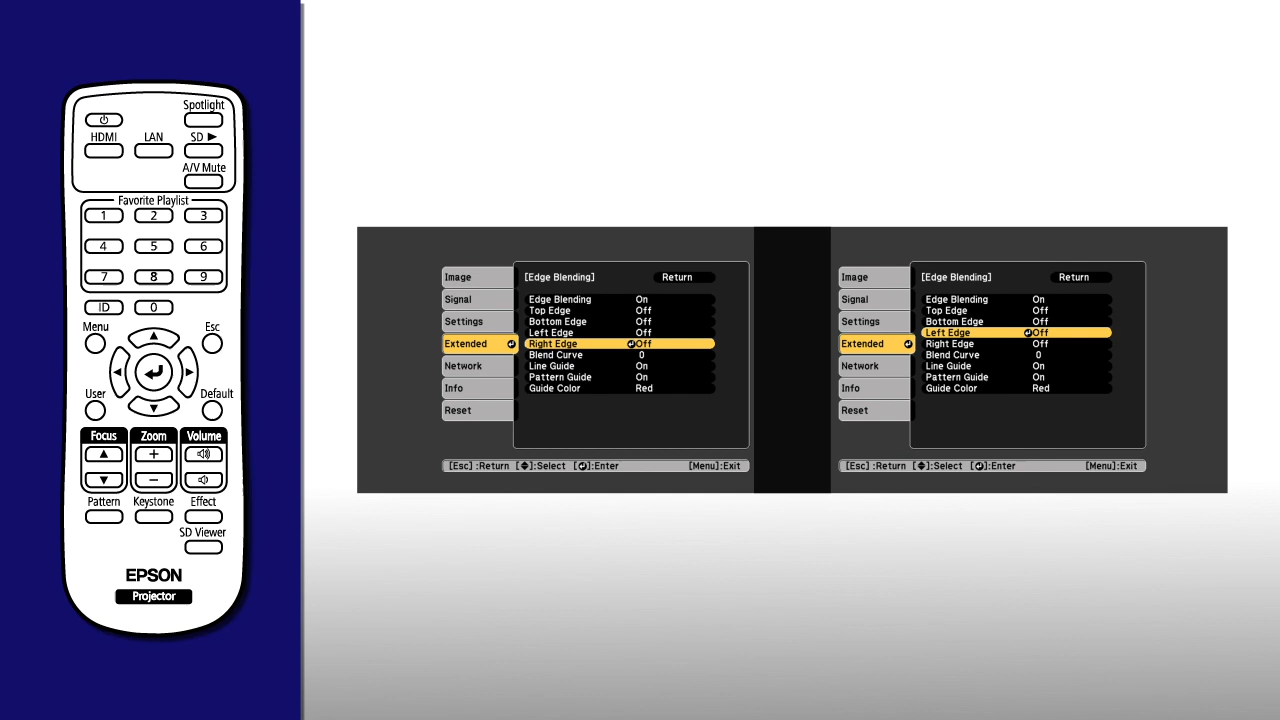 Spotlight
HDMI LAN SD ►
A/V Mute
Favorite Playlist
1 2 3
4 5 6
7 8 9
ID 0
Menu Esc
User Default
Focus Zoom Volume
+
−
Pattern Keystone Effect
SD Viewer
EPSON
Projector
Image
Signal
Settings
Extended
Network
Info
Reset
[Edge Blending] Return
Edge Blending On
Top Edge Off
Bottom Edge Off
Left Edge Off
Right Edge Off
Blend Curve 0
Line Guide On
Pattern Guide On
Guide Color Red
[Esc] :Return [◆]:Select [↵]:Enter [Menu]:Exit
Image
Signal
Settings
Extended
Network
Info
Reset
[Edge Blending] Return
Edge Blending On
Top Edge Off
Bottom Edge Off
Left Edge Off
Right Edge Off
Blend Curve 0
Line Guide On
Pattern Guide On
Guide Color Red
[Esc] :Return [◆]:Select [↵]:Enter [Menu]:Exit